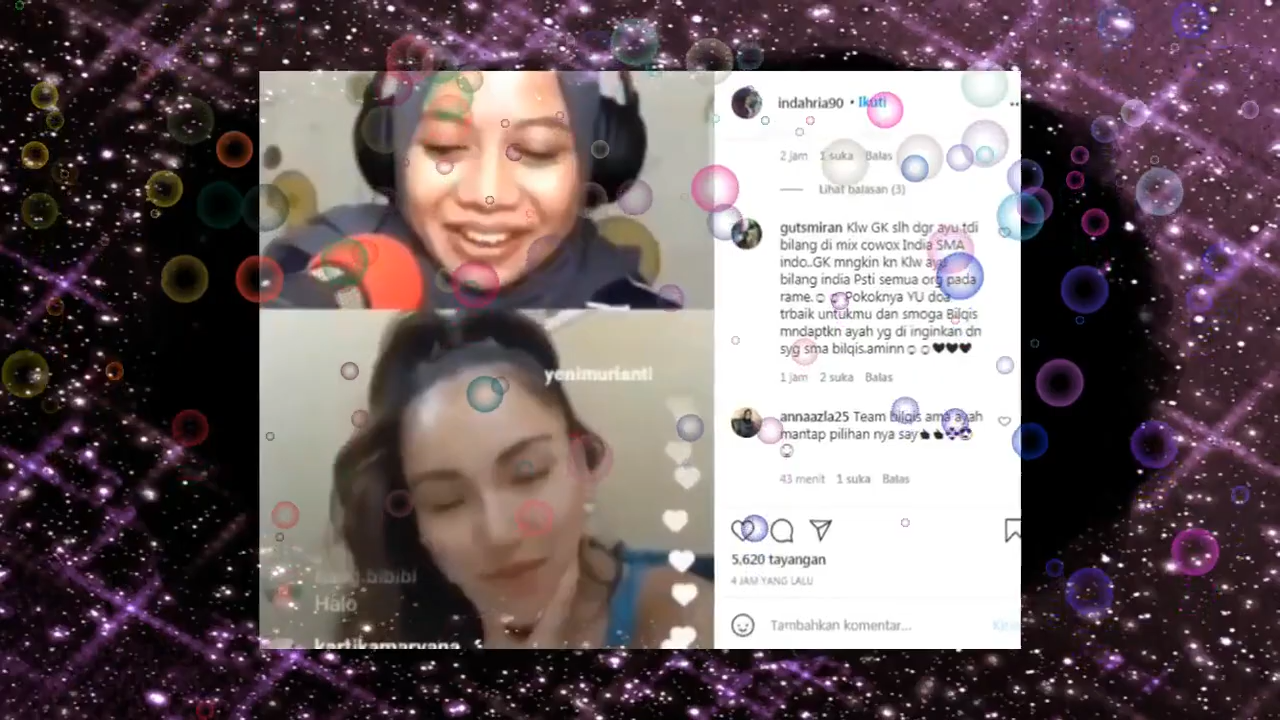 indahria90 • Ikuti
2 jam 1 suka Balas
Lihat balasan (3)
gutsmiran Klw GK slh dgr ayu tdi
bilang di mix cowox India SMA
indo..GK mngkin kn Klw ayu
bilang india Psti semua org pada
rame.☺☺Pokoknya YU doa
trbaik untukmu dan smoga Bilqis
mndaptkn ayah yg di inginkan dn
syg sma bilqis.aminn☺☺🖤🖤🖤
1 jam 2 suka Balas
annaazla25 Team bilqis ama ayah
mantap pilihan nya say
43 menit 1 suka Balas
5,620 tayangan
4 JAM YANG LALU
Tambahkan komentar...
yenimurianti
bibibi
Halo
kartikamaryana